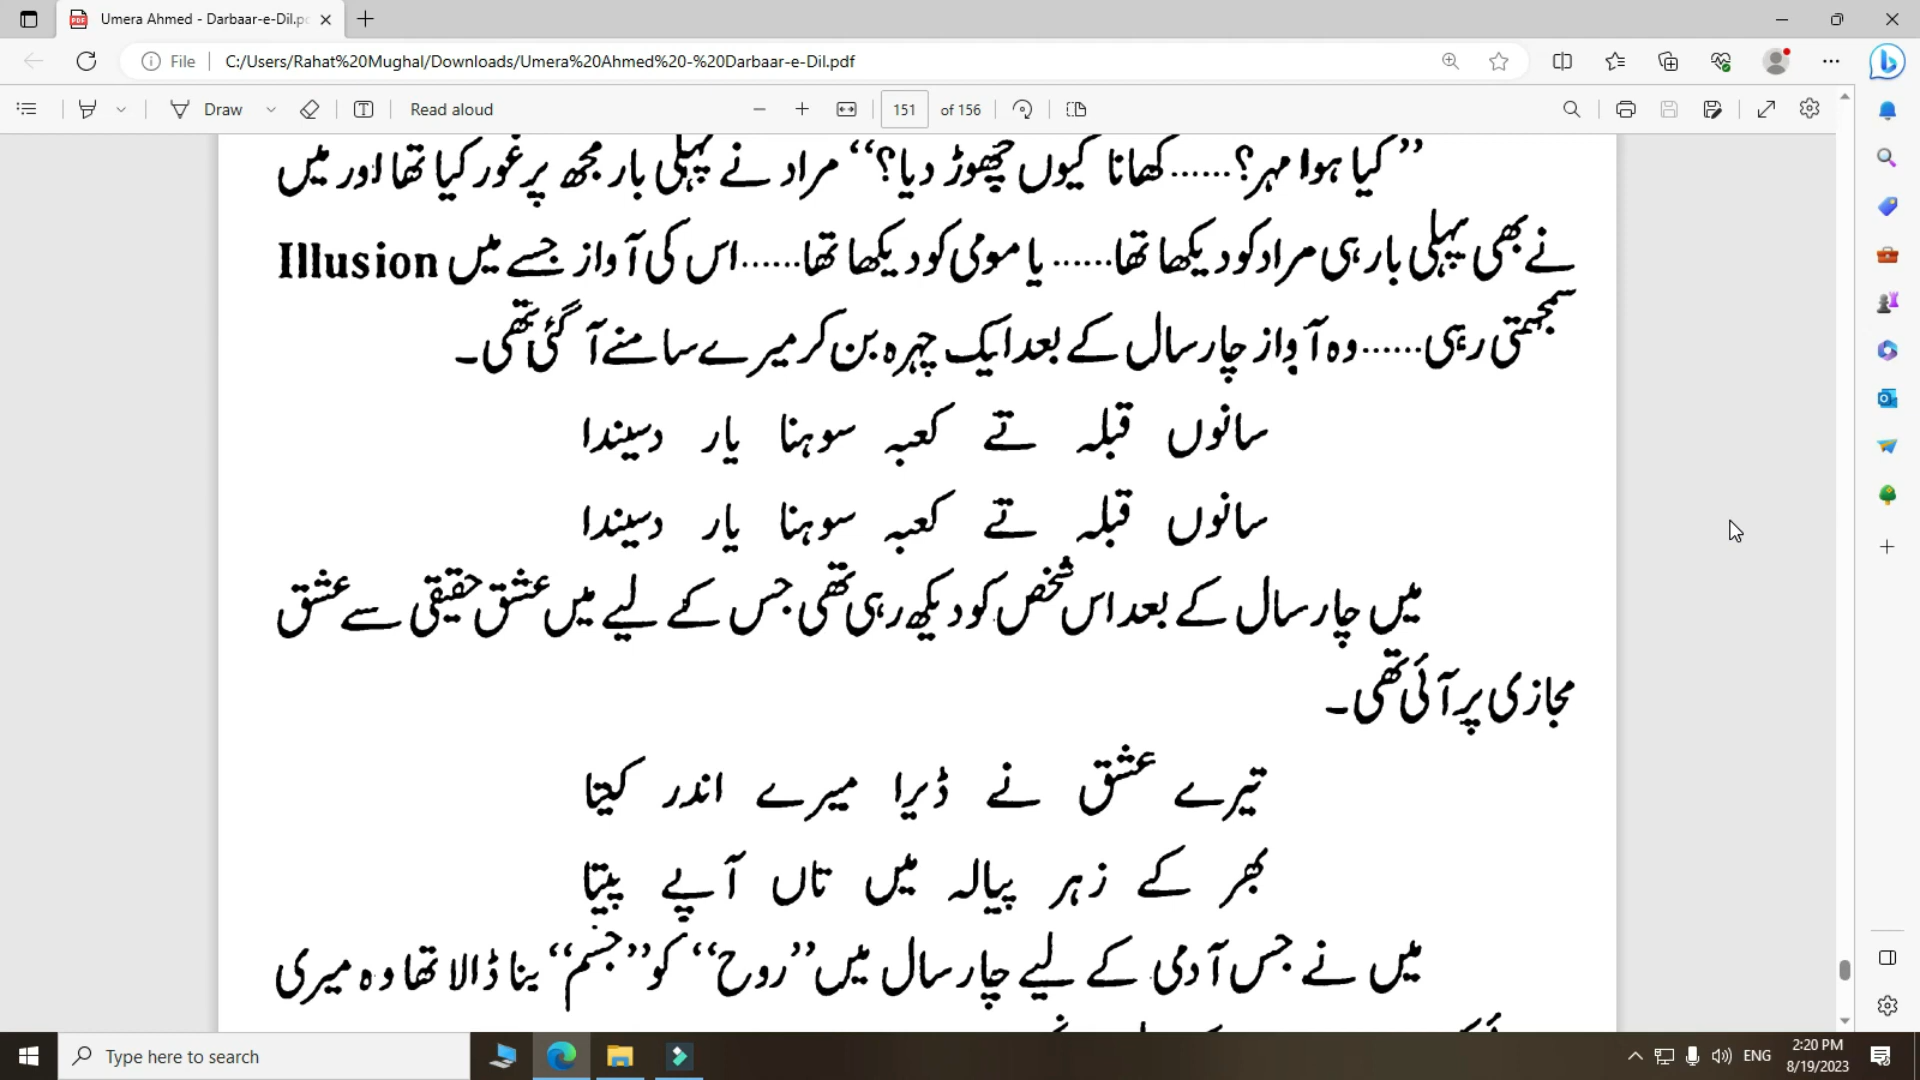 Umera Ahmed - Darbaar-e-Dil.p
File
C:/Users/Rahat%20Mughal/Downloads/Umera%20Ahmed%20-%20Darbaar-e-Dil.pdf
Draw
Read aloud
151
of 156
”کیا ہوا مہر؟......کھانا کیوں چھوڑ دیا؟“ مراد نے پہلی بار مجھ پر غور کیا تھا اور میں
نے بھی پہلی بار ہی مراد کو دیکھا تھا...... یا مومی کو دیکھا تھا......اس کی آواز جسے میں Illusion
سمجھتی رہی......وہ آواز چار سال کے بعد ایک چہرہ بن کر میرے سامنے آ گئی تھی۔
سانوں قبلہ تے کعبہ سوہنا یار دسیندا
سانوں قبلہ تے کعبہ سوہنا یار دسیندا
میں چار سال کے بعد اس شخص کو دیکھ رہی تھی جس کے لیے میں عشق حقیقی سے عشق
مجازی پر آئی تھی۔
تیرے عشق نے ڈیرا میرے اندر کیتا
بھر کے زہر پیالہ میں تاں آپے پیتا
میں نے جس آدمی کے لیے چار سال میں ”روح“ کو ”جسم“ بنا ڈالا تھا وہ میری
Type here to search
ENG
2:20 PM
8/19/2023